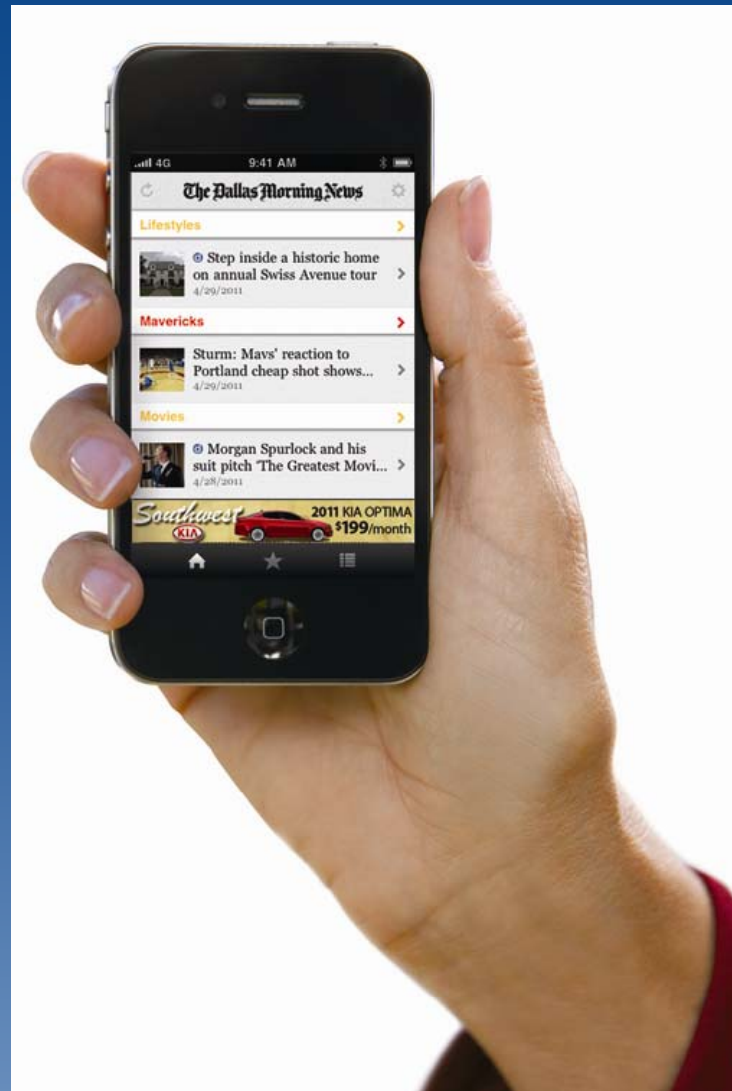 4G 9:41 AM
The Dallas Morning News
Lifestyles
Step inside a historic home
on annual Swiss Avenue tour
4/29/2011
Mavericks
Sturm: Mavs' reaction to
Portland cheap shot shows...
4/29/2011
Movies
Morgan Spurlock and his
suit pitch 'The Greatest Movi...
4/28/2011
Southwest
KIA
2011 KIA OPTIMA
$199/month